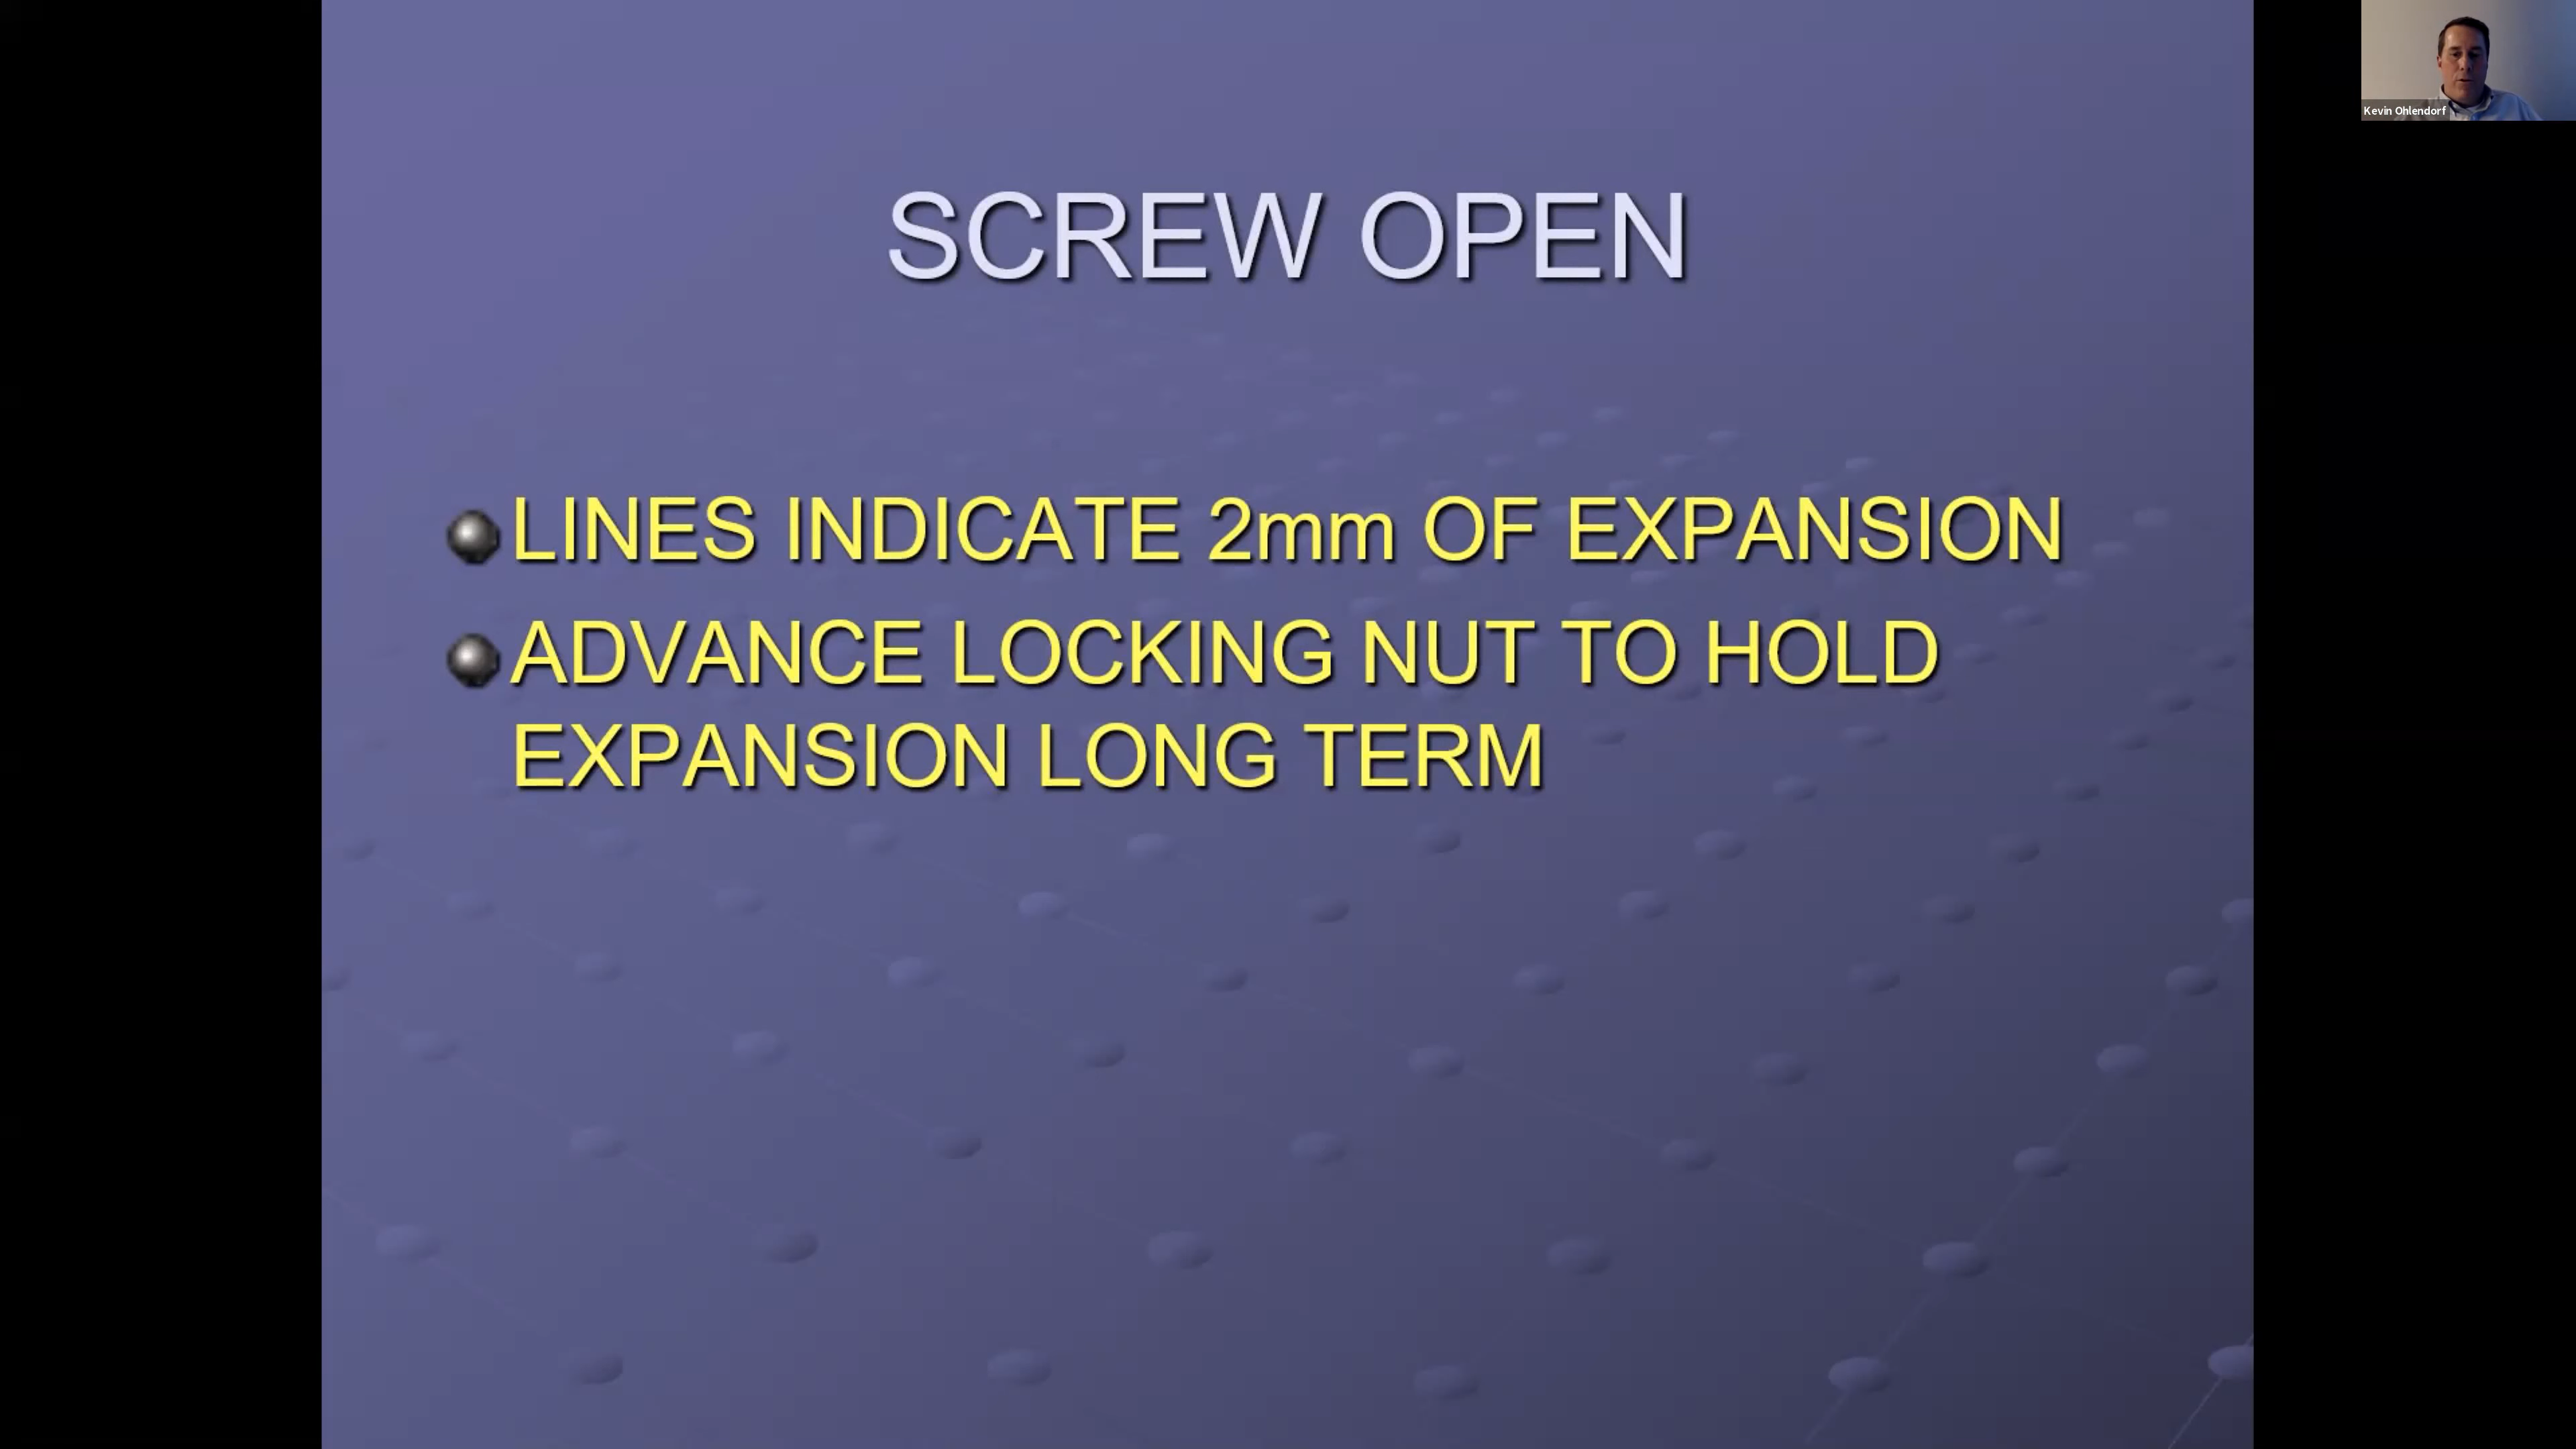 Kevin Ohlendorf
SCREW OPEN
LINES INDICATE 2mm OF EXPANSION
ADVANCE LOCKING NUT TO HOLD
EXPANSION LONG TERM